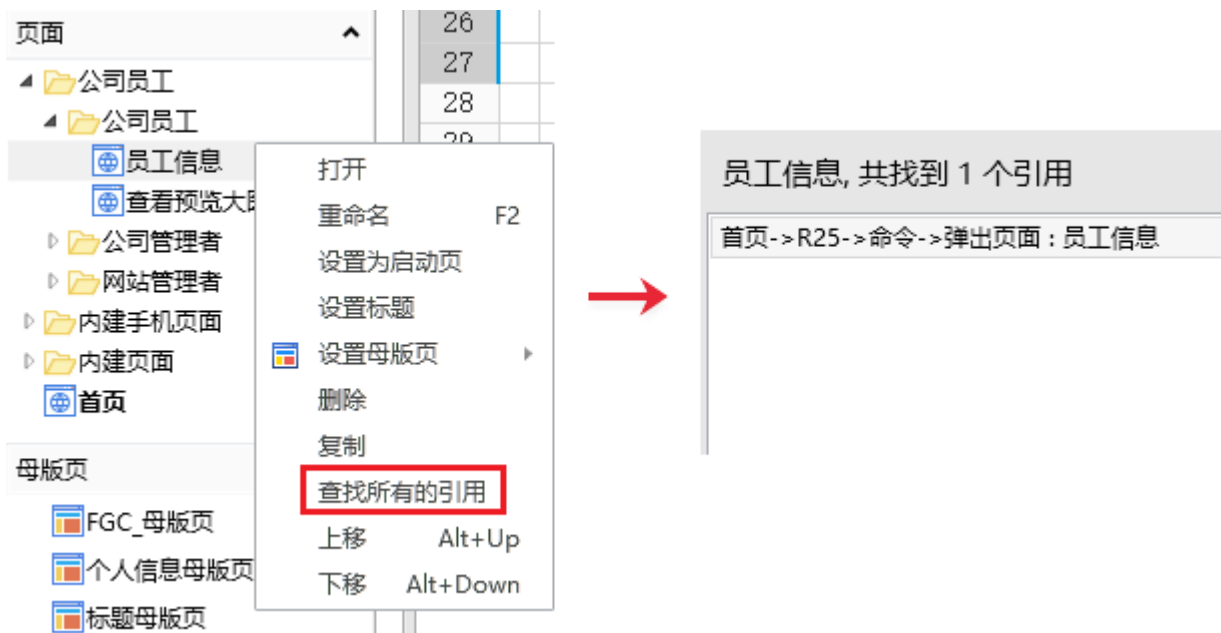 页面
公司员工
公司员工
员工信息
查看预览大
公司管理者
网站管理者
内建手机页面
内建页面
首页
母版页
FGC_母版页
个人信息母版页
标题母版页
26
27
28
29
打开
重命名 F2
设置为启动页
设置标题
设置母版页
删除
复制
查找所有的引用
上移 Alt+Up
下移 Alt+Down
员工信息, 共找到 1 个引用
首页->R25->命令->弹出页面 : 员工信息